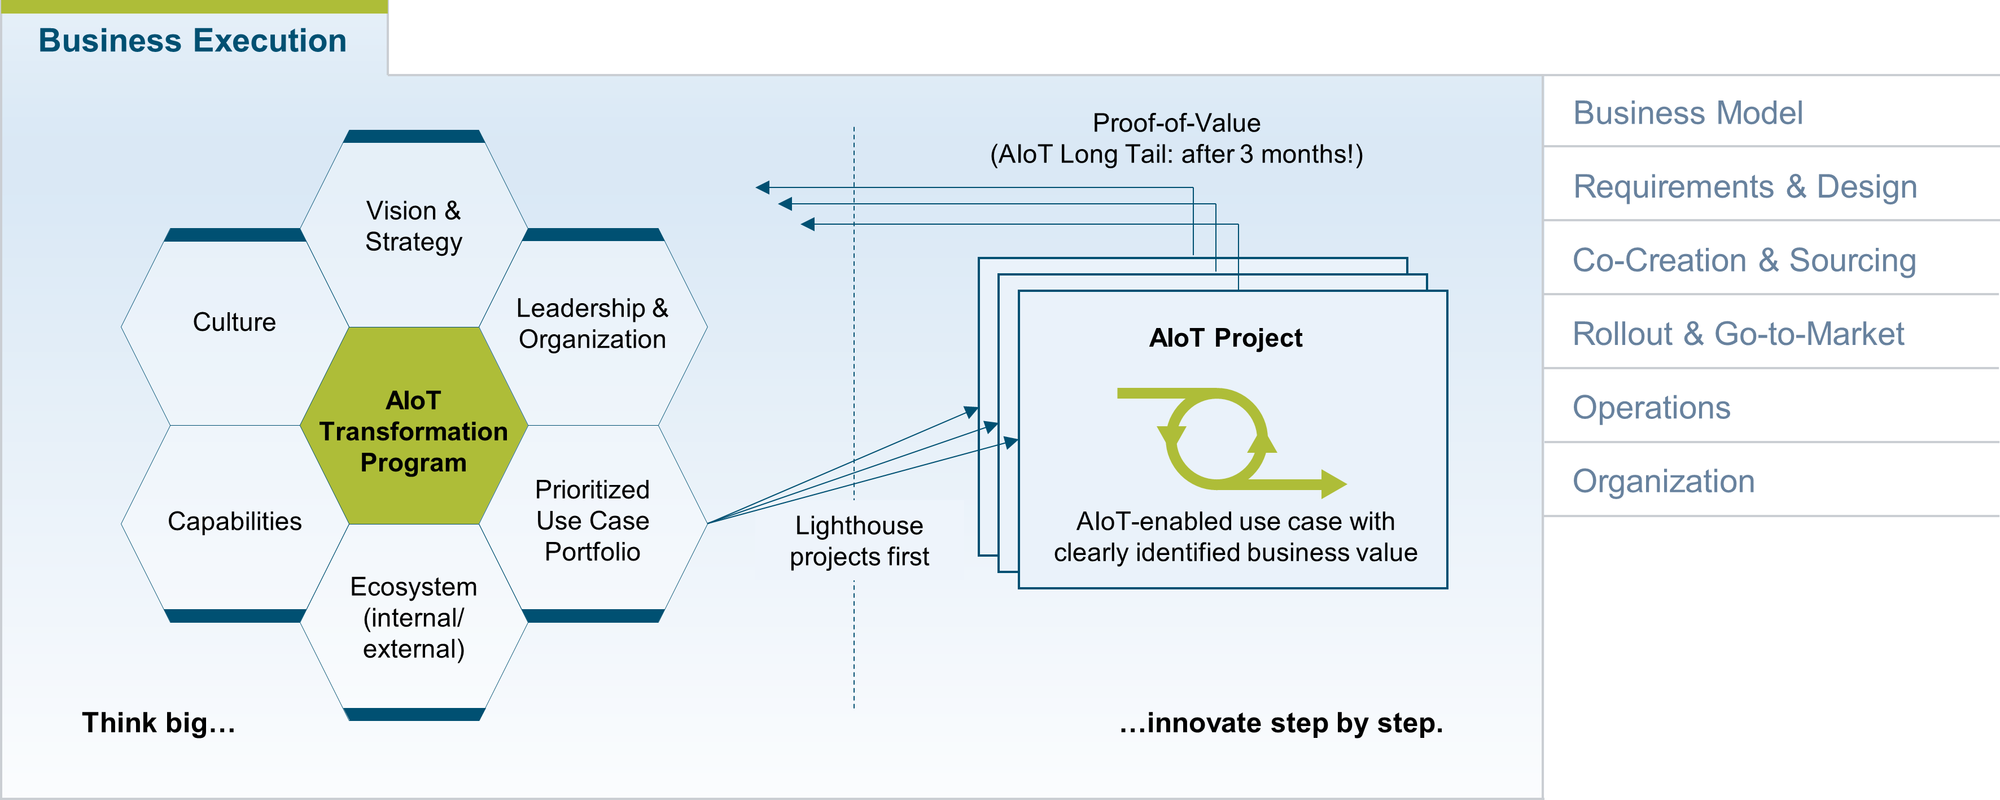 Business Execution
Vision &
Strategy
Culture
Leadership &
Organization
AIoT
Transformation
Program
Capabilities
Prioritized
Use Case
Portfolio
Ecosystem
(internal/
external)
Think big…
Lighthouse
projects first
Proof-of-Value
(AIoT Long Tail: after 3 months!)
AIoT Project
AIoT-enabled use case with
clearly identified business value
…innovate step by step.
Business Model
Requirements & Design
Co-Creation & Sourcing
Rollout & Go-to-Market
Operations
Organization